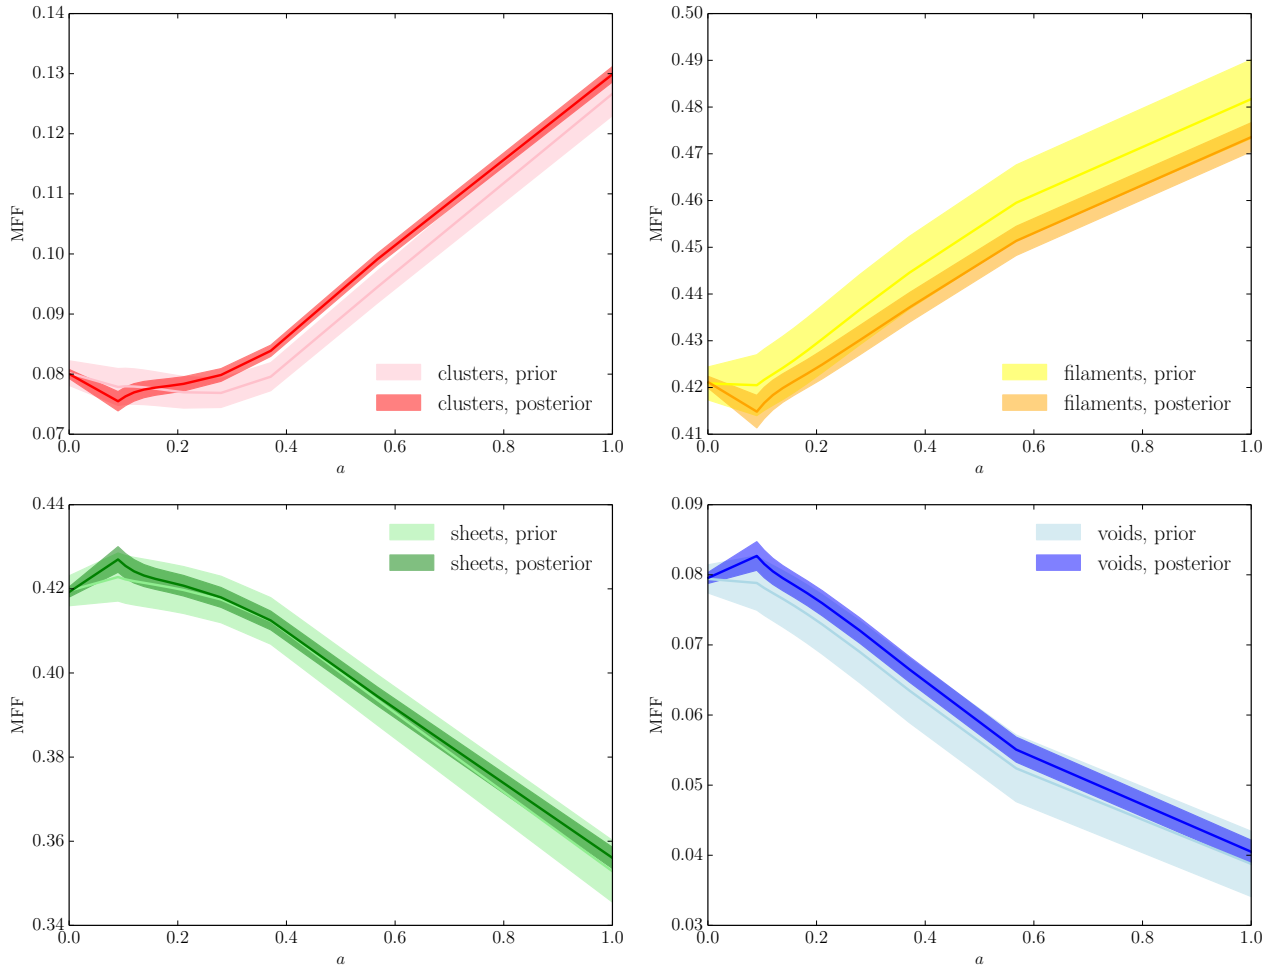 0.14
0.13
0.12
0.11
0.10
0.09
0.08
0.07
MFF
0.0 0.2 0.4 0.6 0.8 1.0
a
clusters, prior
clusters, posterior
0.50
0.49
0.48
0.47
0.46
0.45
0.44
0.43
0.42
0.41
MFF
0.0 0.2 0.4 0.6 0.8 1.0
a
filaments, prior
filaments, posterior
0.44
0.42
0.40
0.38
0.36
0.34
MFF
0.0 0.2 0.4 0.6 0.8 1.0
a
sheets, prior
sheets, posterior
0.09
0.08
0.07
0.06
0.05
0.04
0.03
MFF
0.0 0.2 0.4 0.6 0.8 1.0
a
voids, prior
voids, posterior